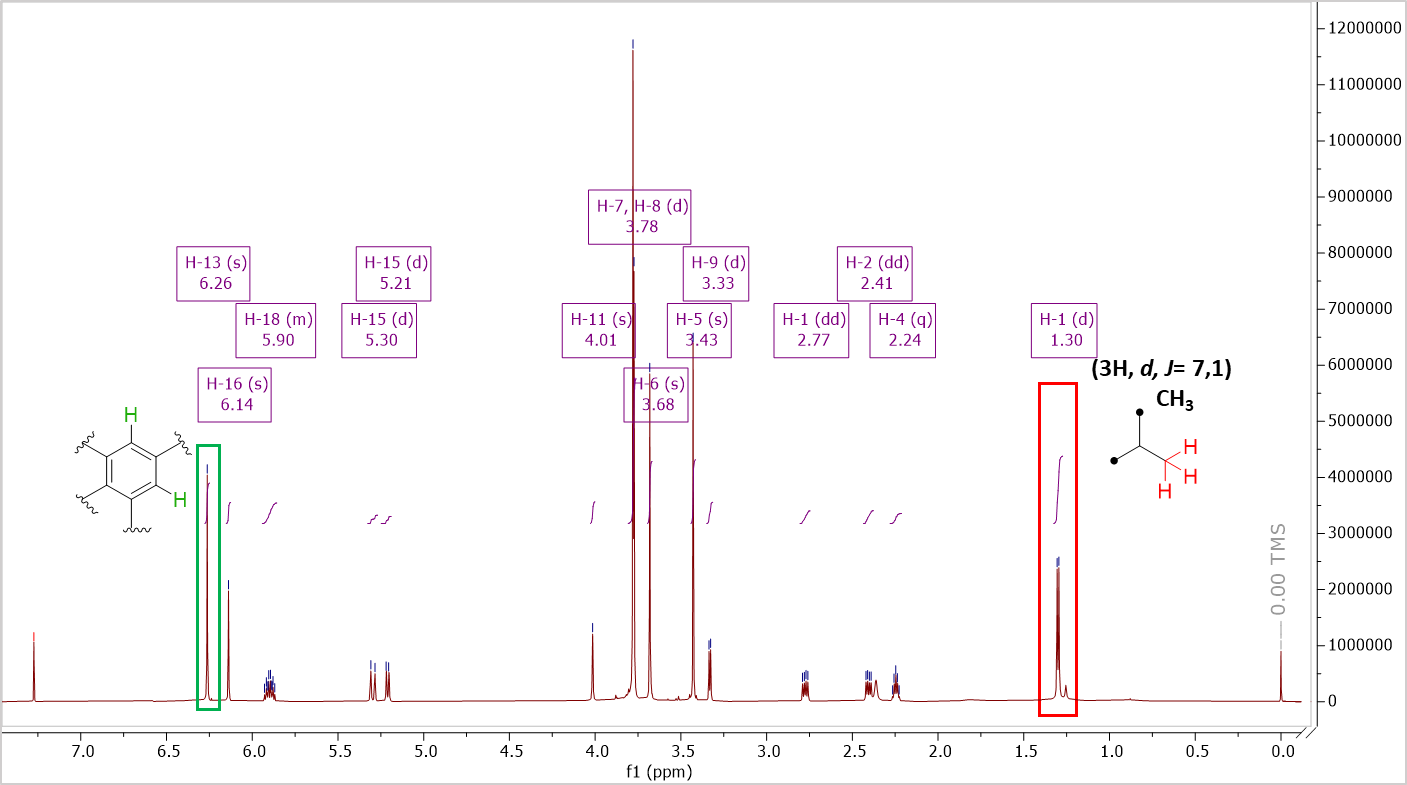 H-7, H-8 (d)
3.78
H-13 (s)
6.26
H-15 (d)
5.21
H-9 (d)
3.33
H-2 (dd)
2.41
H-18 (m)
5.90
H-15 (d)
5.30
H-11 (s)
4.01
H-5 (s)
3.43
H-1 (dd)
2.77
H-4 (q)
2.24
H-1 (d)
1.30
H-16 (s)
6.14
H-6 (s)
3.68
(3H, d, J= 7,1)
CH3
H
H
H
H
H
0.00 TMS
12000000
11000000
10000000
9000000
8000000
7000000
6000000
5000000
4000000
3000000
2000000
1000000
0
7.0 6.5 6.0 5.5 5.0 4.5 4.0 3.5 3.0 2.5 2.0 1.5 1.0 0.5 0.0
f1 (ppm)